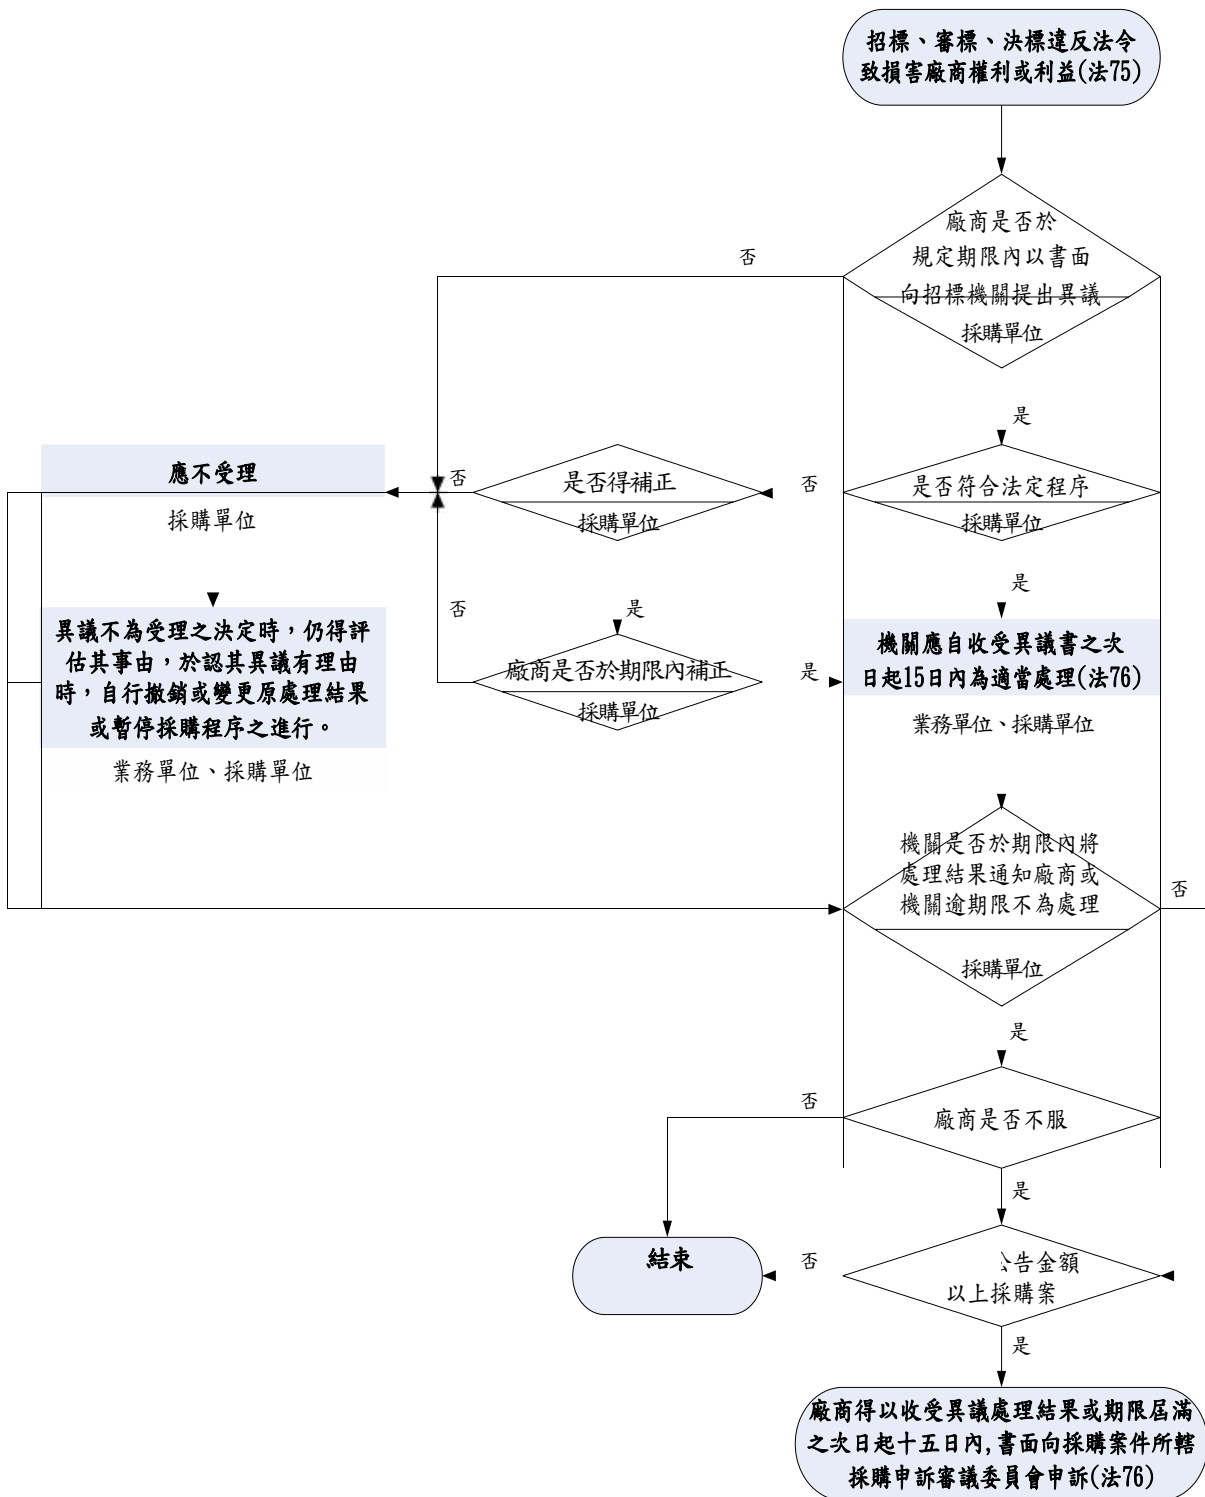 招標、審標、決標違反法令
致損害廠商權利或利益(法75)
廠商是否於
規定期限內以書面
向招標機關提出異議
採購單位
否
是
是否符合法定程序
採購單位
否
是否得補正
採購單位
否
應不受理
採購單位
是
是
否
異議不為受理之決定時，仍得評
估其事由，於認其異議有理由
時，自行撤銷或變更原處理結果
或暫停採購程序之進行。
業務單位、採購單位
廠商是否於期限內補正
採購單位
是
機關應自收受異議書之次
日起15日內為適當處理(法76)
業務單位、採購單位
機關是否於期限內將
處理結果通知廠商或
機關逾期限不為處理
採購單位
否
是
廠商是否不服
否
是
結束
否
公告金額
以上採購案
是
廠商得以收受異議處理結果或期限屆滿
之次日起十五日內,書面向採購案件所轄
採購申訴審議委員會申訴(法76)